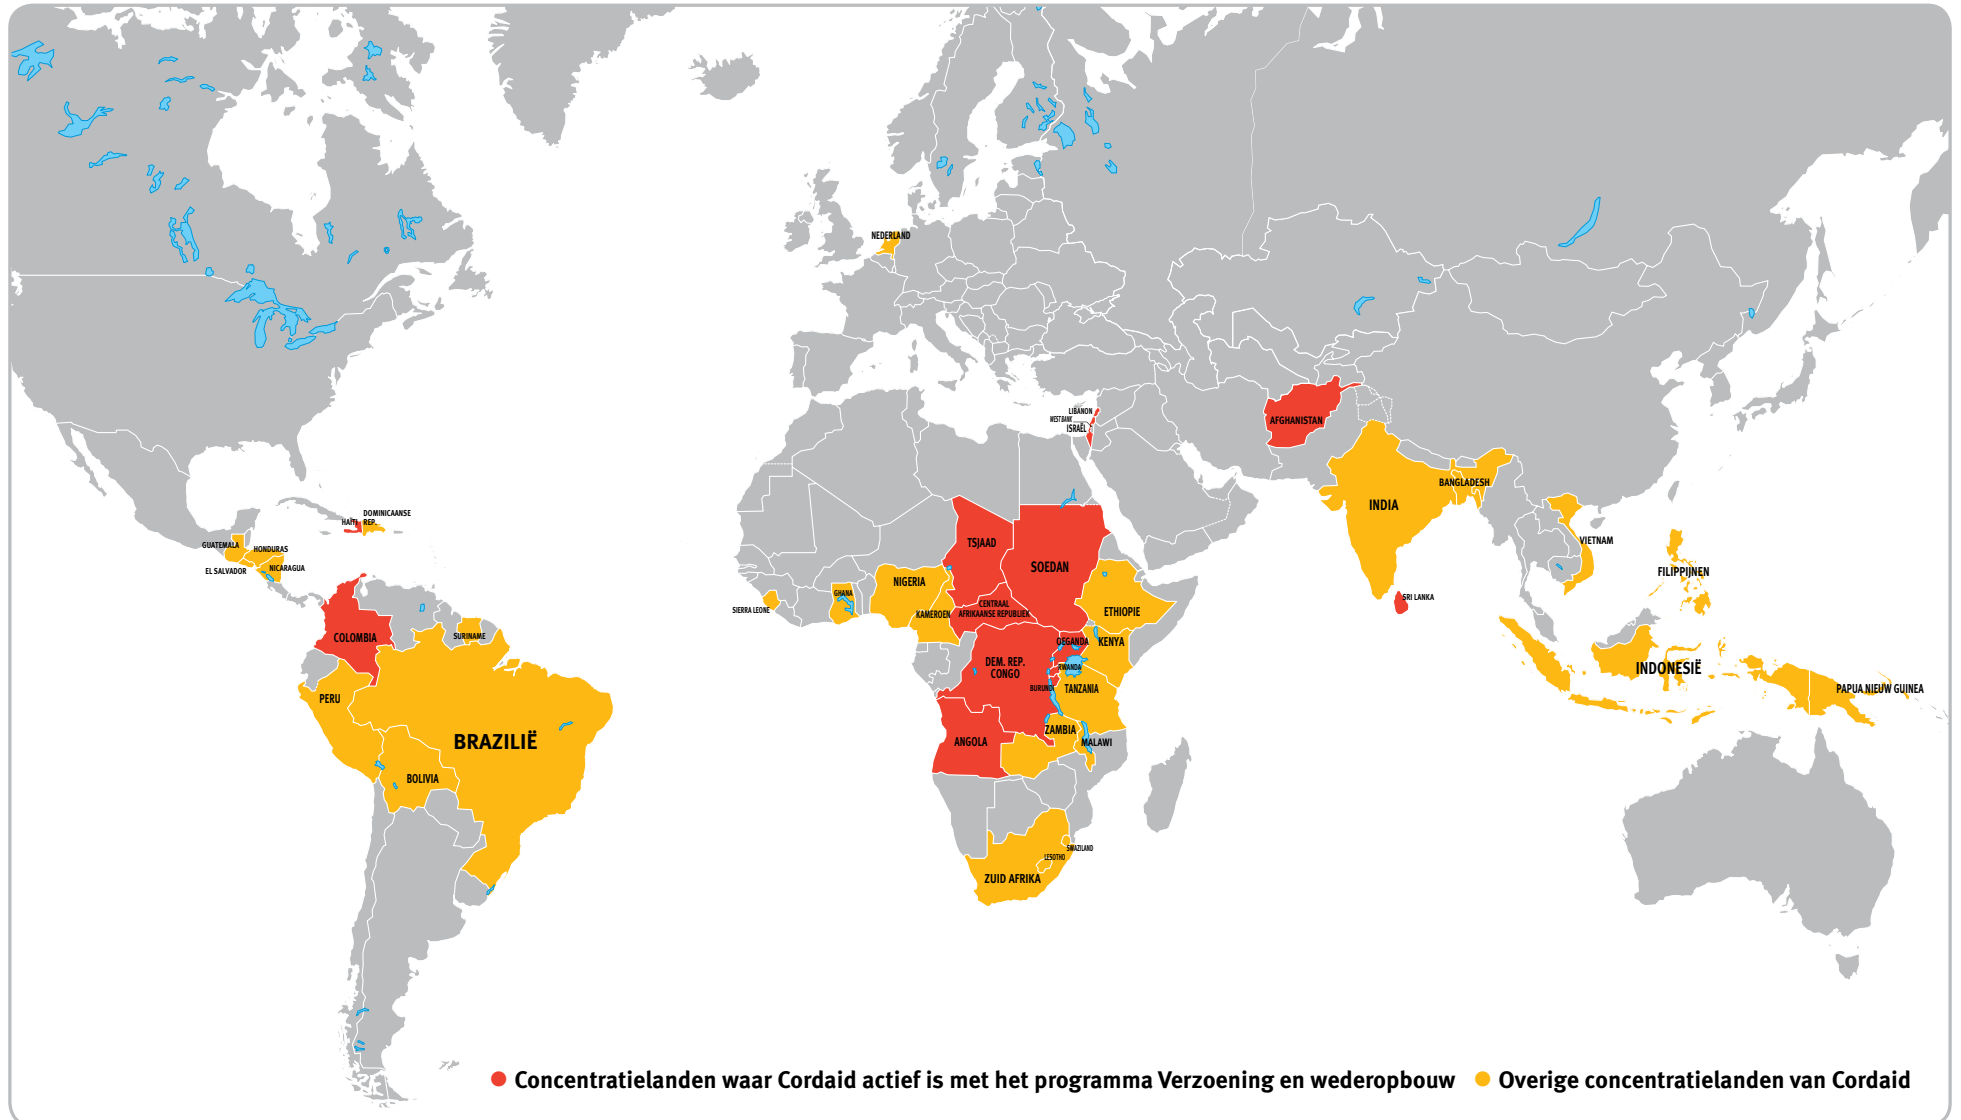 NEDERLAND
LIBANON
WESTBANK
ISRAËL
AFGHANISTAN
BANGLADESH
INDIA
VIETNAM
FILIPPIJNEN
SRI LANKA
INDONESIË
PAPUA NIEUW GUINEA
DOMINICAANSE
REP.
HAÏTI
GUATEMALA
HONDURAS
EL SALVADOR
NICARAGUA
COLOMBIA
SURINAME
PERU
BRAZILIË
BOLIVIA
TSJAAD
SOEDAN
NIGERIA
GHANA
SIERRA LEONE
KAMEROEN
CENTRAAL
AFRIKAANSE REPUBLIEK
ETHIOPIE
OEGANDA
KENYA
DEM. REP.
CONGO
RWANDA
BURUNDI
TANZANIA
ZAMBIA
MALAWI
ANGOLA
SWAZILAND
LESOTHO
ZUID AFRIKA
Concentratielanden waar Cordaid actief is met het programma Verzoening en wederopbouw
Overige concentratielanden van Cordaid